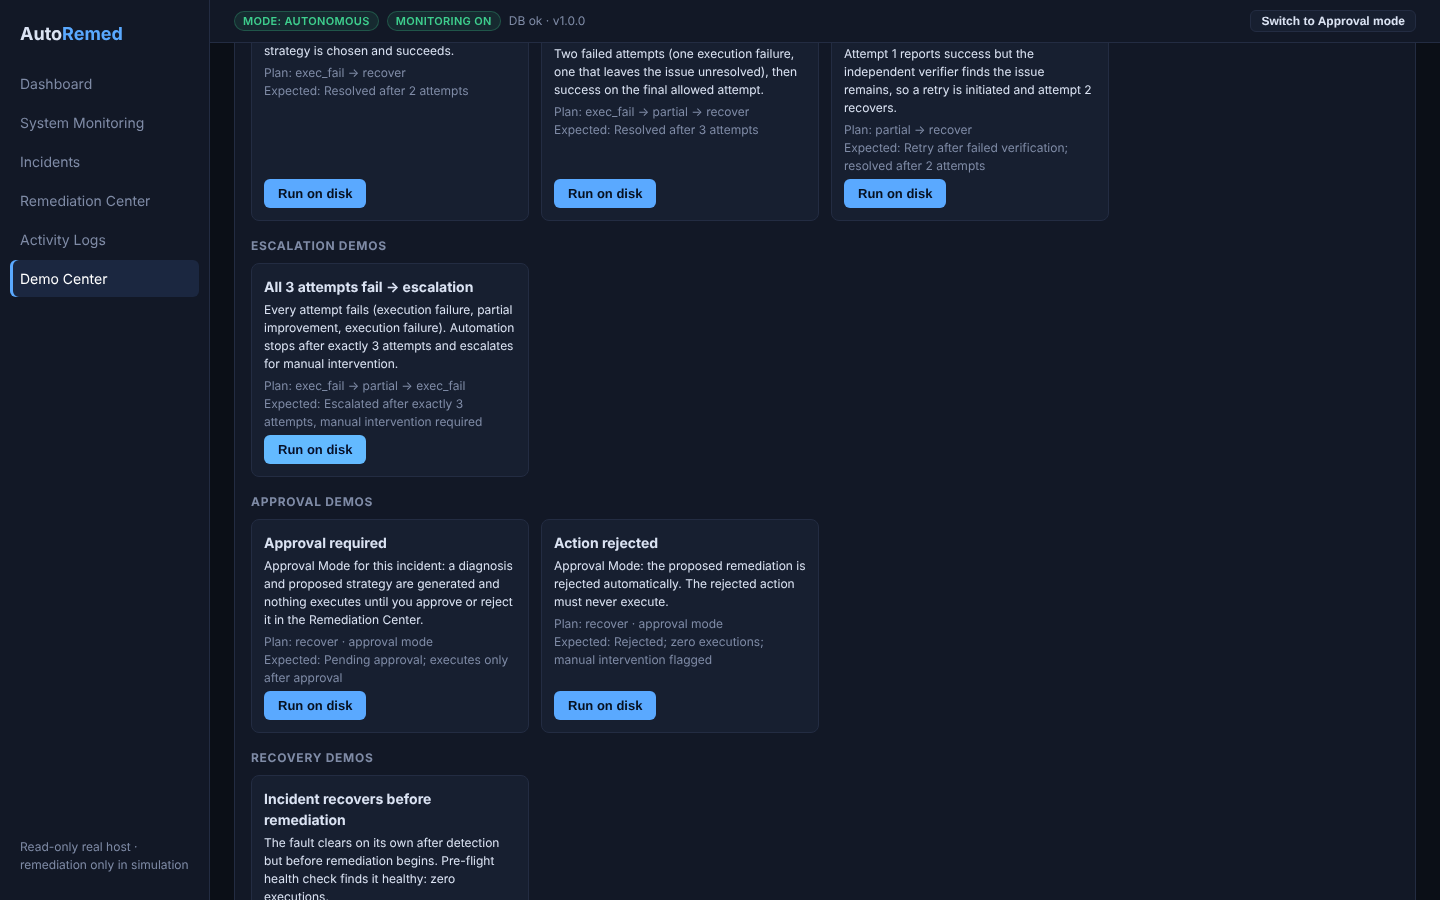 AutoRemed
Dashboard
System Monitoring
Incidents
Remediation Center
Activity Logs
Demo Center
Read-only real host ·
remediation only in simulation
MODE: AUTONOMOUS
MONITORING ON
DB ok · v1.0.0
Switch to Approval mode
strategy is chosen and succeeds.
Plan: exec_fail → recover
Expected: Resolved after 2 attempts
Run on disk
Two failed attempts (one execution failure,
one that leaves the issue unresolved), then
success on the final allowed attempt.
Plan: exec_fail → partial → recover
Expected: Resolved after 3 attempts
Run on disk
Attempt 1 reports success but the
independent verifier finds the issue
remains, so a retry is initiated and attempt 2
recovers.
Plan: partial → recover
Expected: Retry after failed verification;
resolved after 2 attempts
Run on disk
ESCALATION DEMOS
All 3 attempts fail → escalation
Every attempt fails (execution failure, partial
improvement, execution failure). Automation
stops after exactly 3 attempts and escalates
for manual intervention.
Plan: exec_fail → partial → exec_fail
Expected: Escalated after exactly 3
attempts, manual intervention required
Run on disk
APPROVAL DEMOS
Approval required
Approval Mode for this incident: a diagnosis
and proposed strategy are generated and
nothing executes until you approve or reject
it in the Remediation Center.
Plan: recover · approval mode
Expected: Pending approval; executes only
after approval
Run on disk
Action rejected
Approval Mode: the proposed remediation is
rejected automatically. The rejected action
must never execute.
Plan: recover · approval mode
Expected: Rejected; zero executions;
manual intervention flagged
Run on disk
RECOVERY DEMOS
Incident recovers before
remediation
The fault clears on its own after detection
but before remediation begins. Pre-flight
health check finds it healthy: zero
executions.